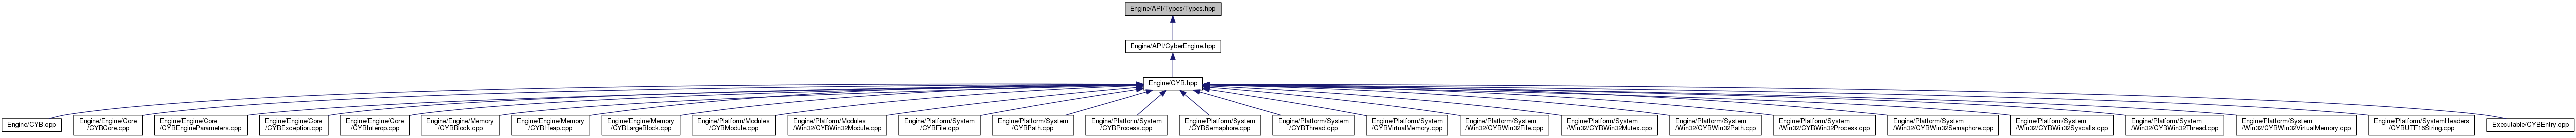 Engine/API/Types/Types.hpp
Engine/API/CyberEngine.hpp
Engine/CYB.hpp
Engine/CYB.cpp
Engine/Engine/Core
/CYBCore.cpp
Engine/Engine/Core
/CYBEngineParameters.cpp
Engine/Engine/Core
/CYBException.cpp
Engine/Engine/Core
/CYBInterop.cpp
Engine/Engine/Memory
/CYBBlock.cpp
Engine/Engine/Memory
/CYBHeap.cpp
Engine/Engine/Memory
/CYBLargeBlock.cpp
Engine/Platform/Modules
/CYBModule.cpp
Engine/Platform/Modules
/Win32/CYBWin32Module.cpp
Engine/Platform/System
/CYBFile.cpp
Engine/Platform/System
/CYBPath.cpp
Engine/Platform/System
/CYBProcess.cpp
Engine/Platform/System
/CYBSemaphore.cpp
Engine/Platform/System
/CYBThread.cpp
Engine/Platform/System
/CYBVirtualMemory.cpp
Engine/Platform/System
/Win32/CYBWin32File.cpp
Engine/Platform/System
/Win32/CYBWin32Mutex.cpp
Engine/Platform/System
/Win32/CYBWin32Path.cpp
Engine/Platform/System
/Win32/CYBWin32Process.cpp
Engine/Platform/System
/Win32/CYBWin32Semaphore.cpp
Engine/Platform/System
/Win32/CYBWin32Syscalls.cpp
Engine/Platform/System
/Win32/CYBWin32Thread.cpp
Engine/Platform/System
/Win32/CYBWin32VirtualMemory.cpp
Engine/Platform/SystemHeaders
/CYBUTF16String.cpp
Executable/CYBEntry.cpp